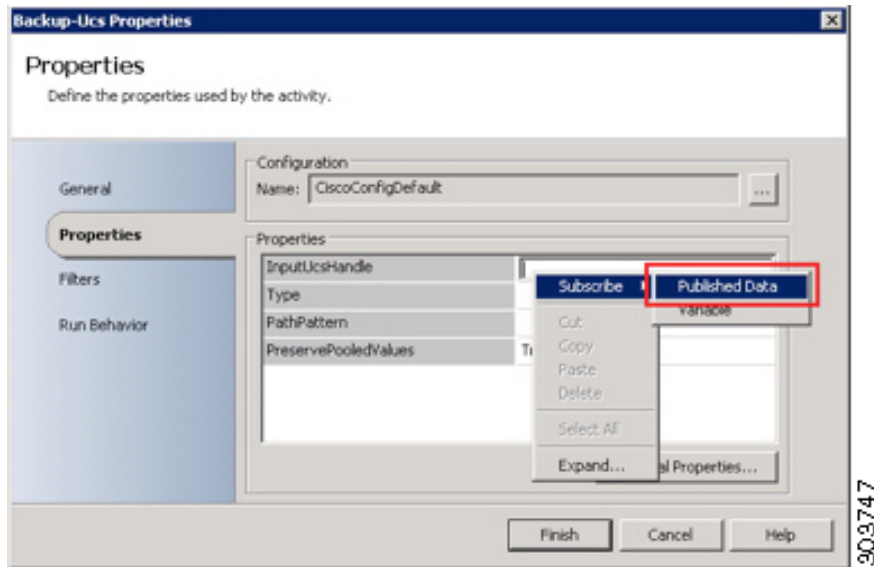 Backup-Ucs Properties
Properties
Define the properties used by the activity.
General
Properties
Filters
Run Behavior
Configuration
Name: CiscoConfigDefault ...
Properties
InputUcsHandle
Type
PathPattern
PreservePooledValues
Subscribe
Published Data
Variable
Cut
Copy
Paste
Delete
Select All
Expand...
al Properties...
Finish
Cancel
Help
303747